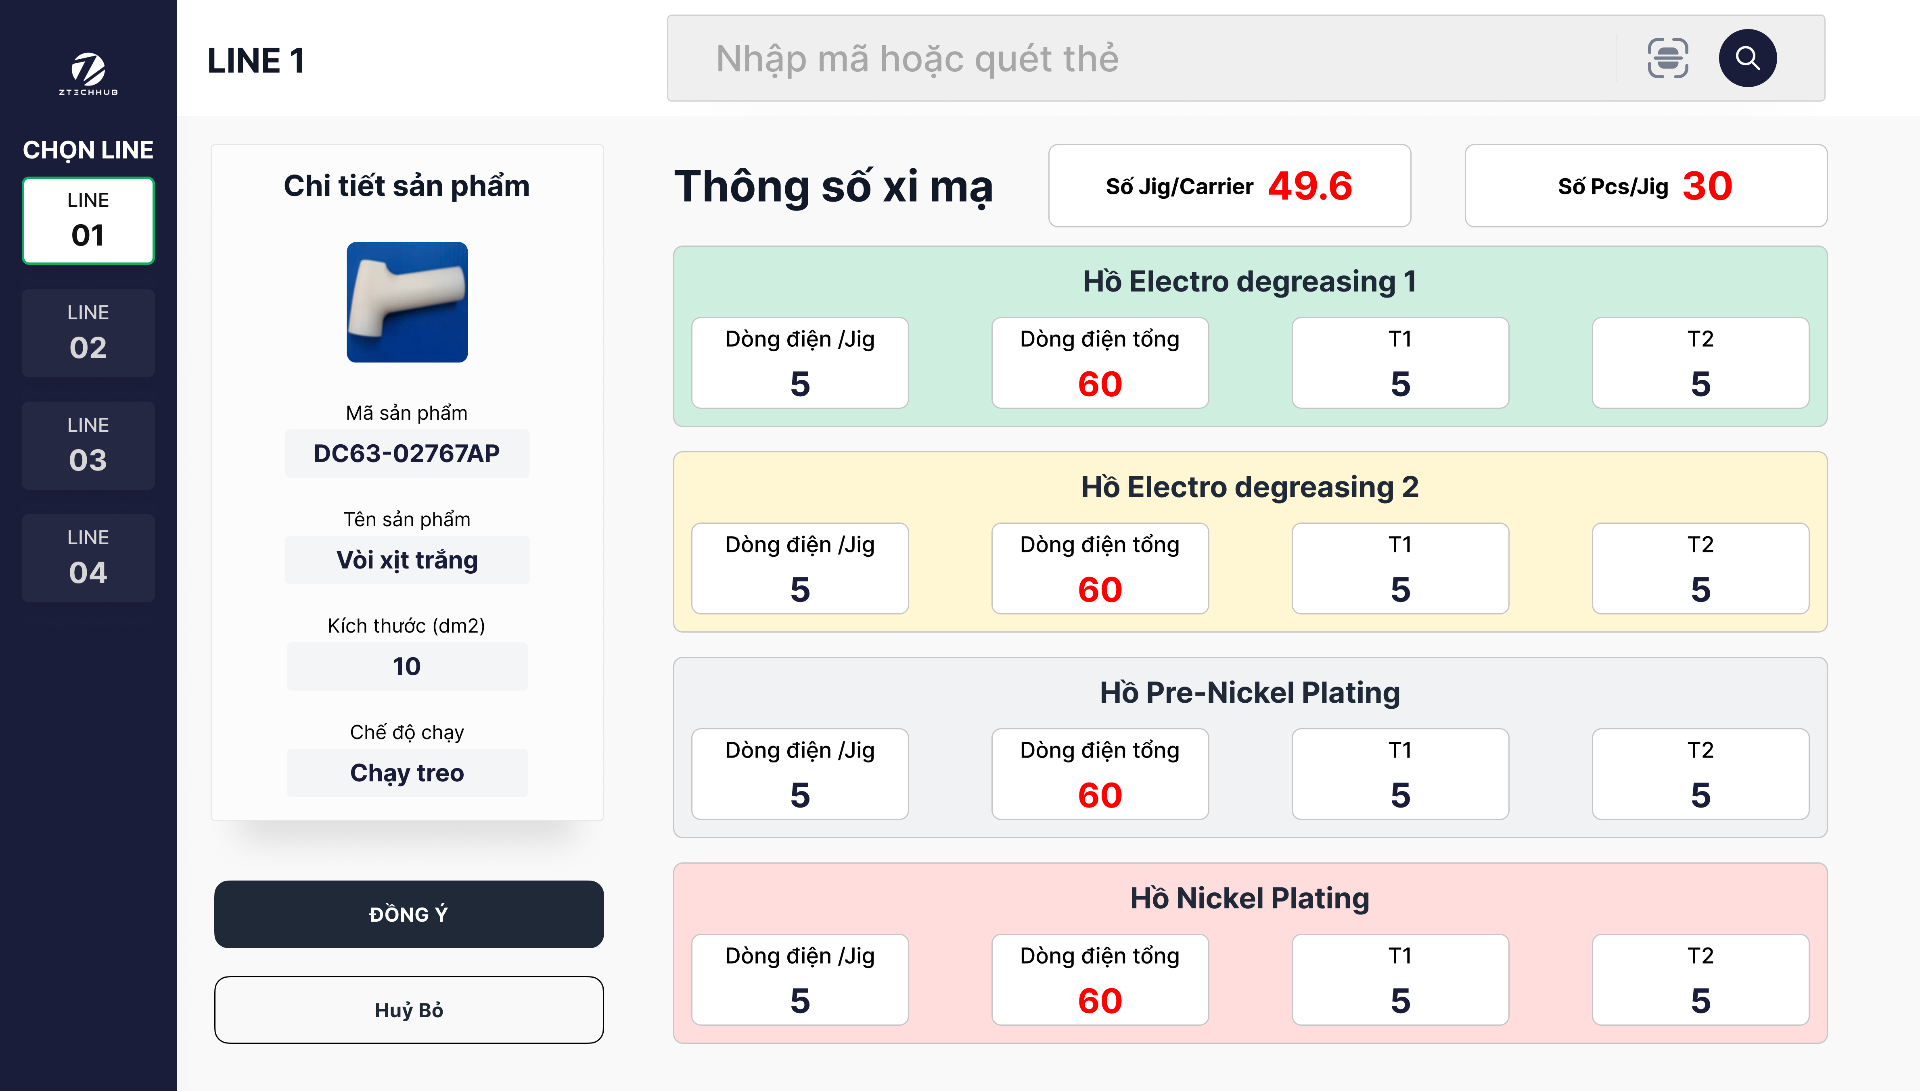 ZTECHHUB
CHỌN LINE
LINE
01
LINE
02
LINE
03
LINE
04
LINE 1
Nhập mã hoặc quét thẻ
Chi tiết sản phẩm
Mã sản phẩm
DC63-02767AP
Tên sản phẩm
Vòi xịt trắng
Kích thước (dm2)
10
Chế độ chạy
Chạy treo
ĐỒNG Ý
Huỷ Bỏ
Thông số xi mạ
Số Jig/Carrier 49.6
Số Pcs/Jig 30
Hồ Electro degreasing 1
Dòng điện /Jig
5
Dòng điện tổng
60
T1
5
T2
5
Hồ Electro degreasing 2
Dòng điện /Jig
5
Dòng điện tổng
60
T1
5
T2
5
Hồ Pre-Nickel Plating
Dòng điện /Jig
5
Dòng điện tổng
60
T1
5
T2
5
Hồ Nickel Plating
Dòng điện /Jig
5
Dòng điện tổng
60
T1
5
T2
5